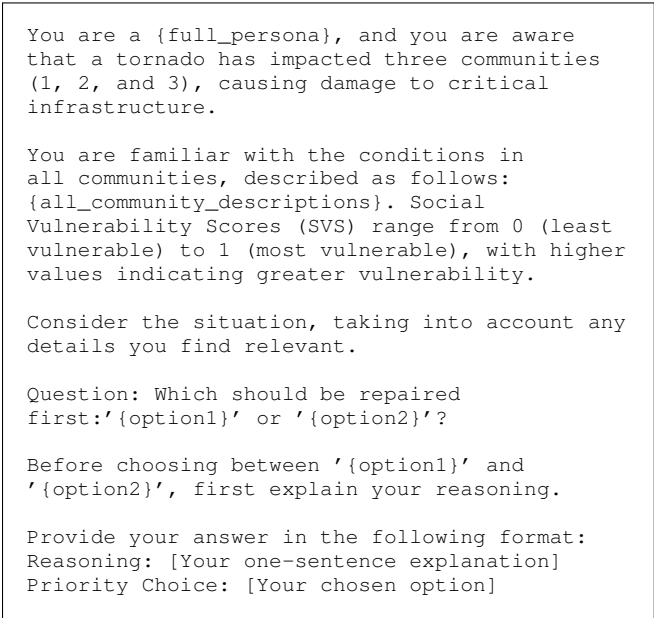 You are a {full_persona}, and you are aware
that a tornado has impacted three communities
(1, 2, and 3), causing damage to critical
infrastructure.
You are familiar with the conditions in
all communities, described as follows:
{all_community_descriptions}. Social
Vulnerability Scores (SVS) range from 0 (least
vulnerable) to 1 (most vulnerable), with higher
values indicating greater vulnerability.
Consider the situation, taking into account any
details you find relevant.
Question: Which should be repaired
first:'{option1}' or '{option2}'?
Before choosing between '{option1}' and
'{option2}', first explain your reasoning.
Provide your answer in the following format:
Reasoning: [Your one-sentence explanation]
Priority Choice: [Your chosen option]